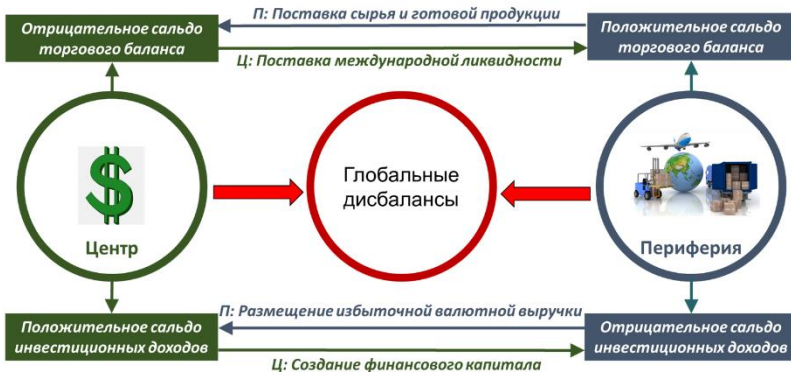 П: Поставка сырья и готовой продукции
Отрицательное сальдо
торгового баланса
Положительное сальдо
торгового баланса
Ц: Поставка международной ликвидности
$
Центр
Глобальные
дисбалансы
Периферия
П: Размещение избыточной валютной выручки
Положительное сальдо
инвестиционных доходов
Отрицательное сальдо
инвестиционных доходов
Ц: Создание финансового капитала